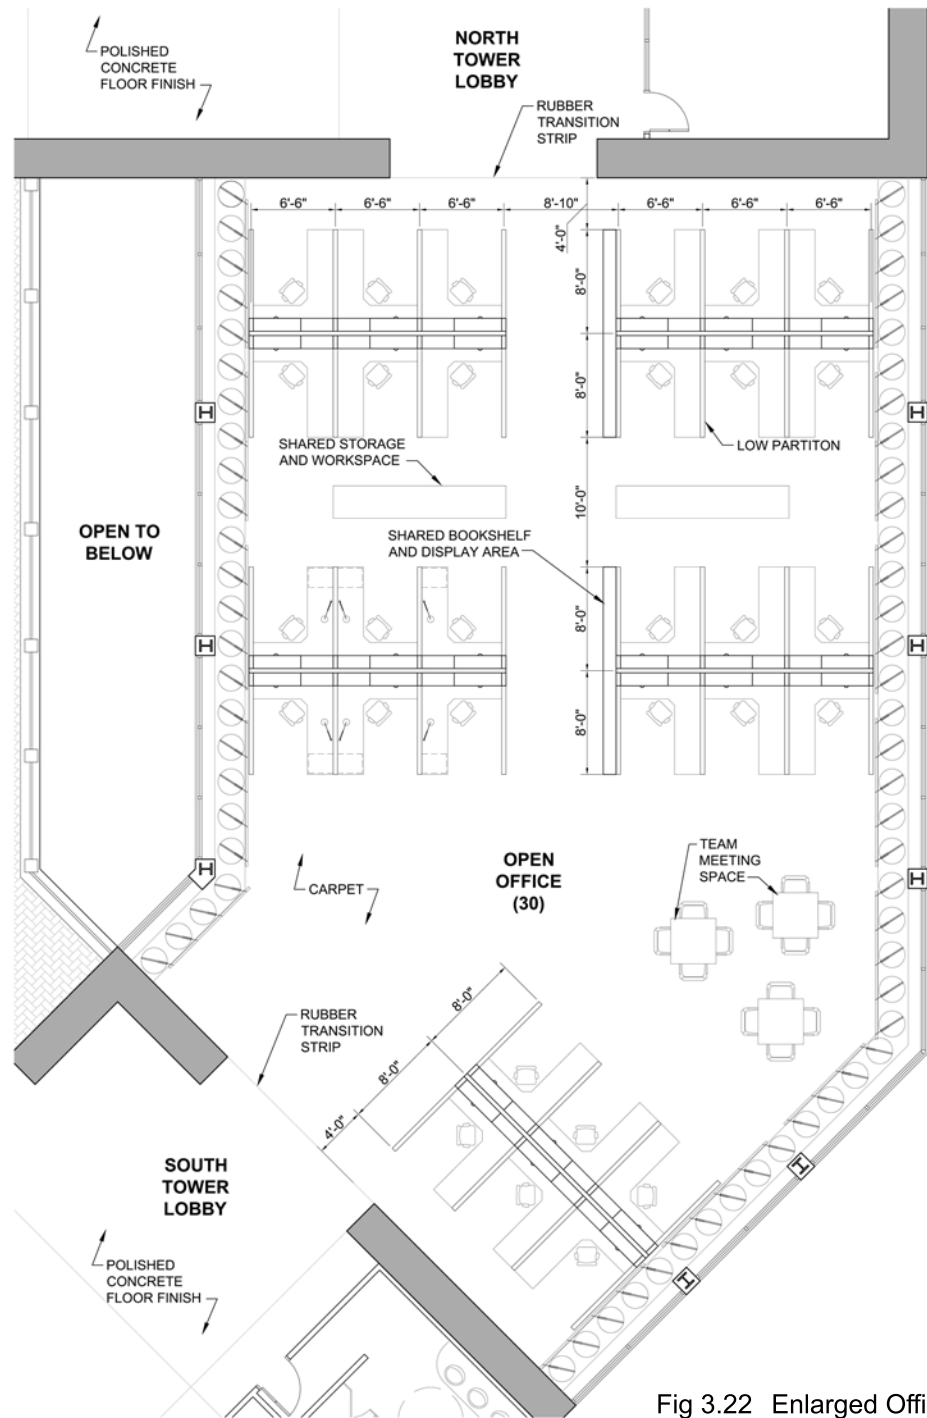 POLISHED
CONCRETE
FLOOR FINISH
NORTH
TOWER
LOBBY
RUBBER
TRANSITION
STRIP
6'-6"
6'-6"
6'-6"
8'-10"
6'-6"
6'-6"
6'-6"
4'-0"
8'-0"
8'-0"
SHARED STORAGE
AND WORKSPACE
LOW PARTITON
10'-0"
OPEN TO
BELOW
SHARED BOOKSHELF
AND DISPLAY AREA
8'-0"
8'-0"
OPEN
OFFICE
(30)
TEAM
MEETING
SPACE
CARPET
8'-0"
8'-0"
4'-0"
RUBBER
TRANSITION
STRIP
SOUTH
TOWER
LOBBY
POLISHED
CONCRETE
FLOOR FINISH
Fig 3.22 Enlarged Offi